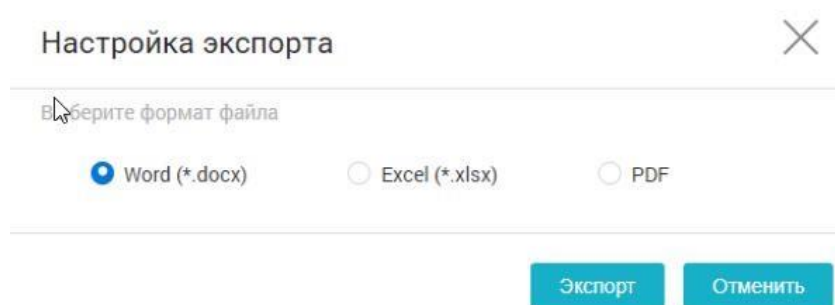 Настройка экспорта
Выберите формат файла
Word (*.docx) Excel (*.xlsx) PDF
Экспорт Отменить